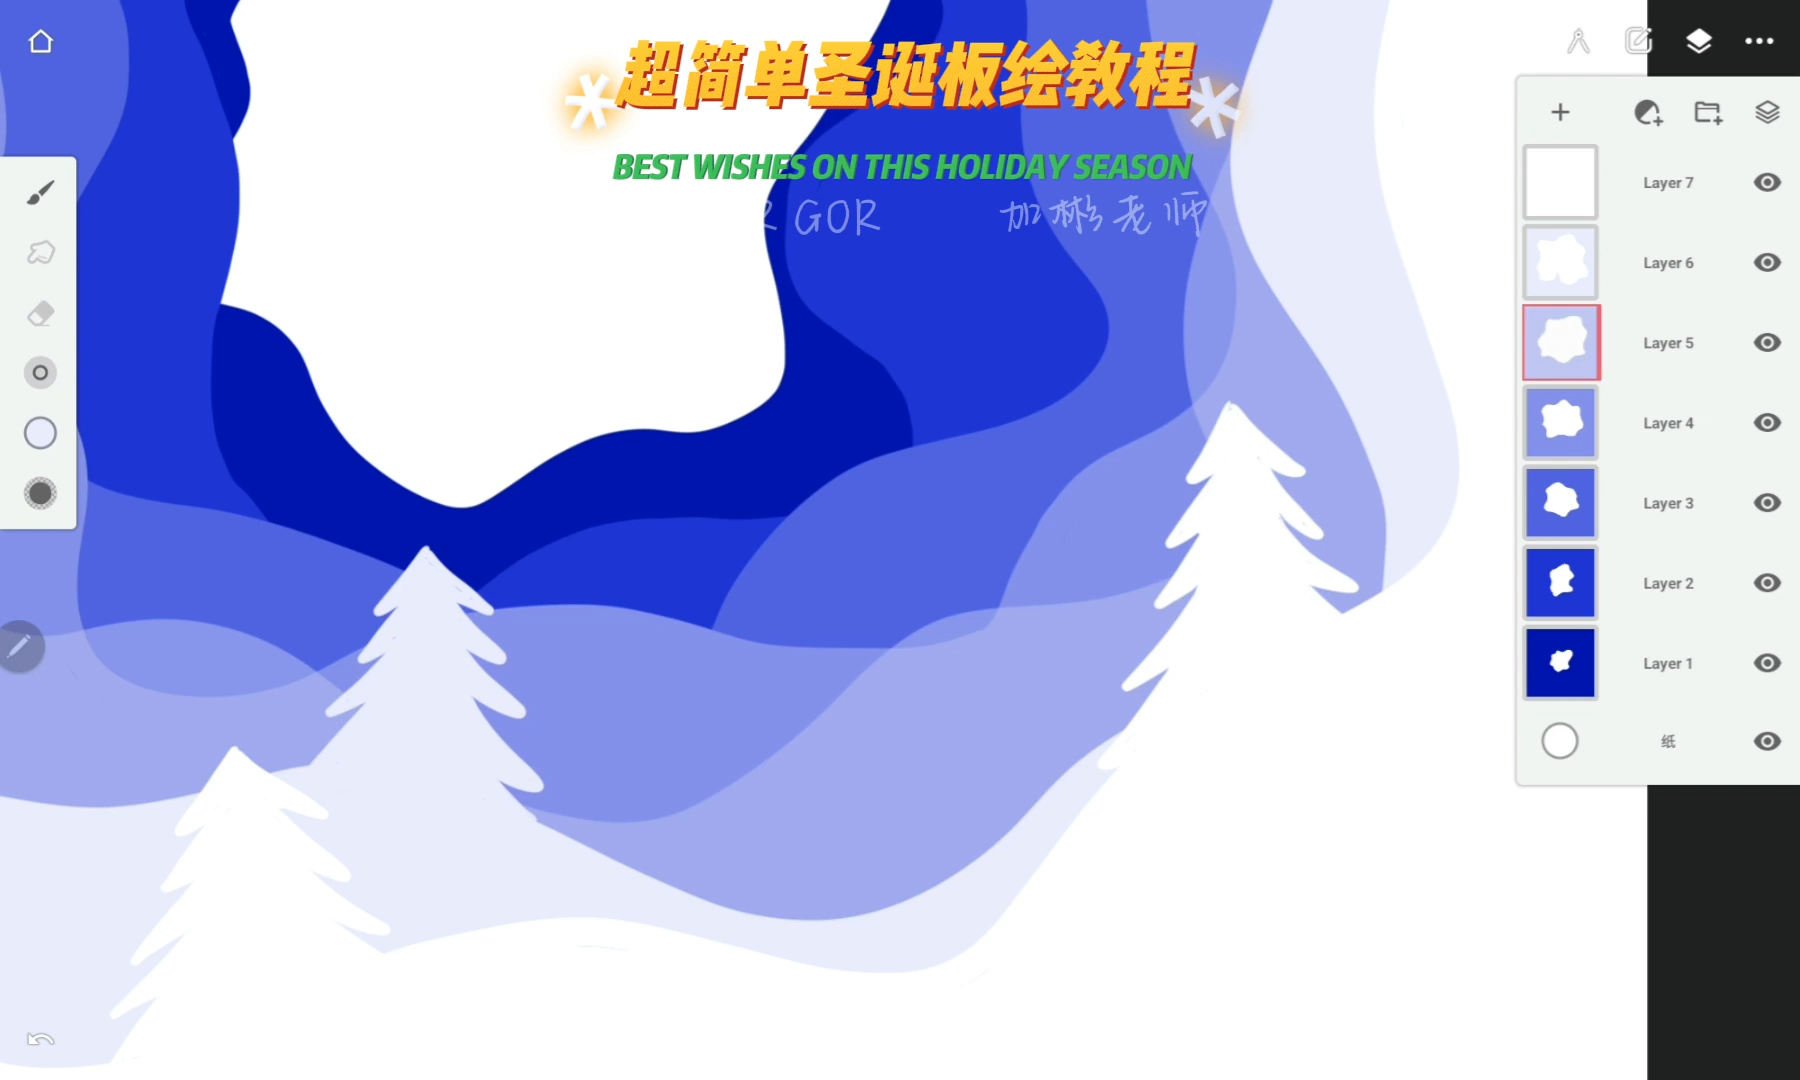 超简单圣诞板绘教程
BEST WISHES ON THIS HOLIDAY SEASON
GOR 加彬老师
Layer 7
Layer 6
Layer 5
Layer 4
Layer 3
Layer 2
Layer 1
纸